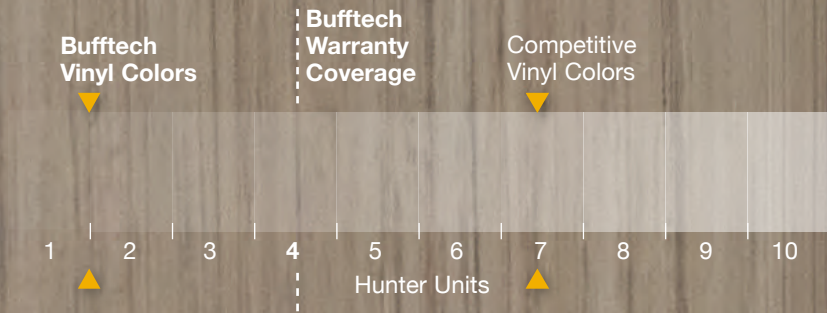 Bufftech
Vinyl Colors
Bufftech
Warranty
Coverage
Competitive
Vinyl Colors
1 2 3 4 5 6 7 8 9 10
Hunter Units